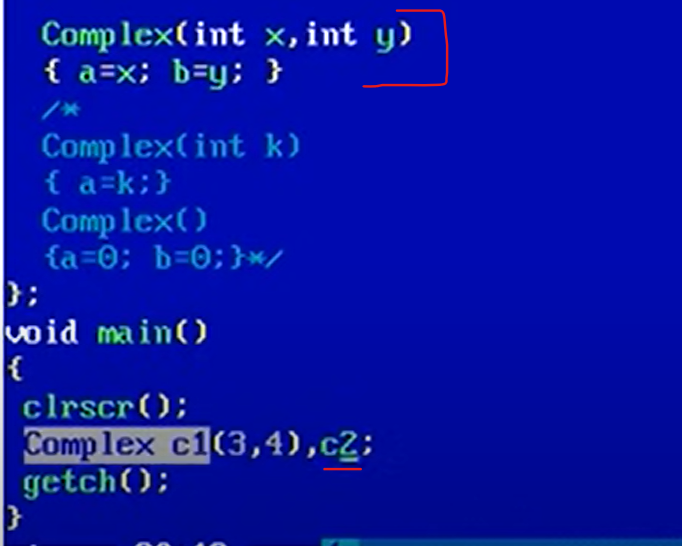 Complex(int x,int y)
{ a=x; b=y; }
/*
Complex(int k)
{ a=k;}
Complex()
{a=0; b=0;}*/
};
void main()
{
clrscr();
Complex c1(3,4),c2;
getch();
}